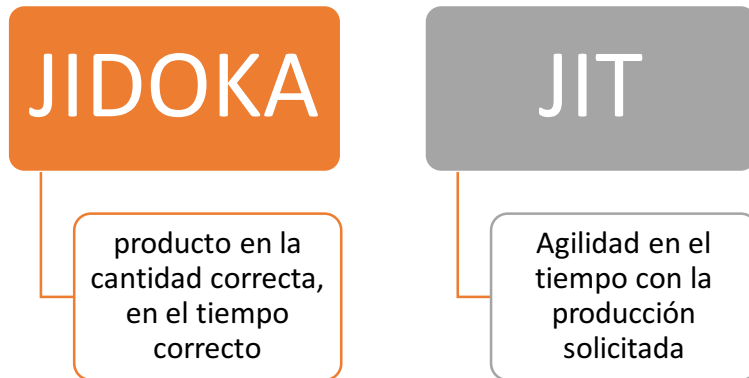 JIDOKA
producto en la
cantidad correcta,
en el tiempo
correcto
JIT
Agilidad en el
tiempo con la
producción
solicitada